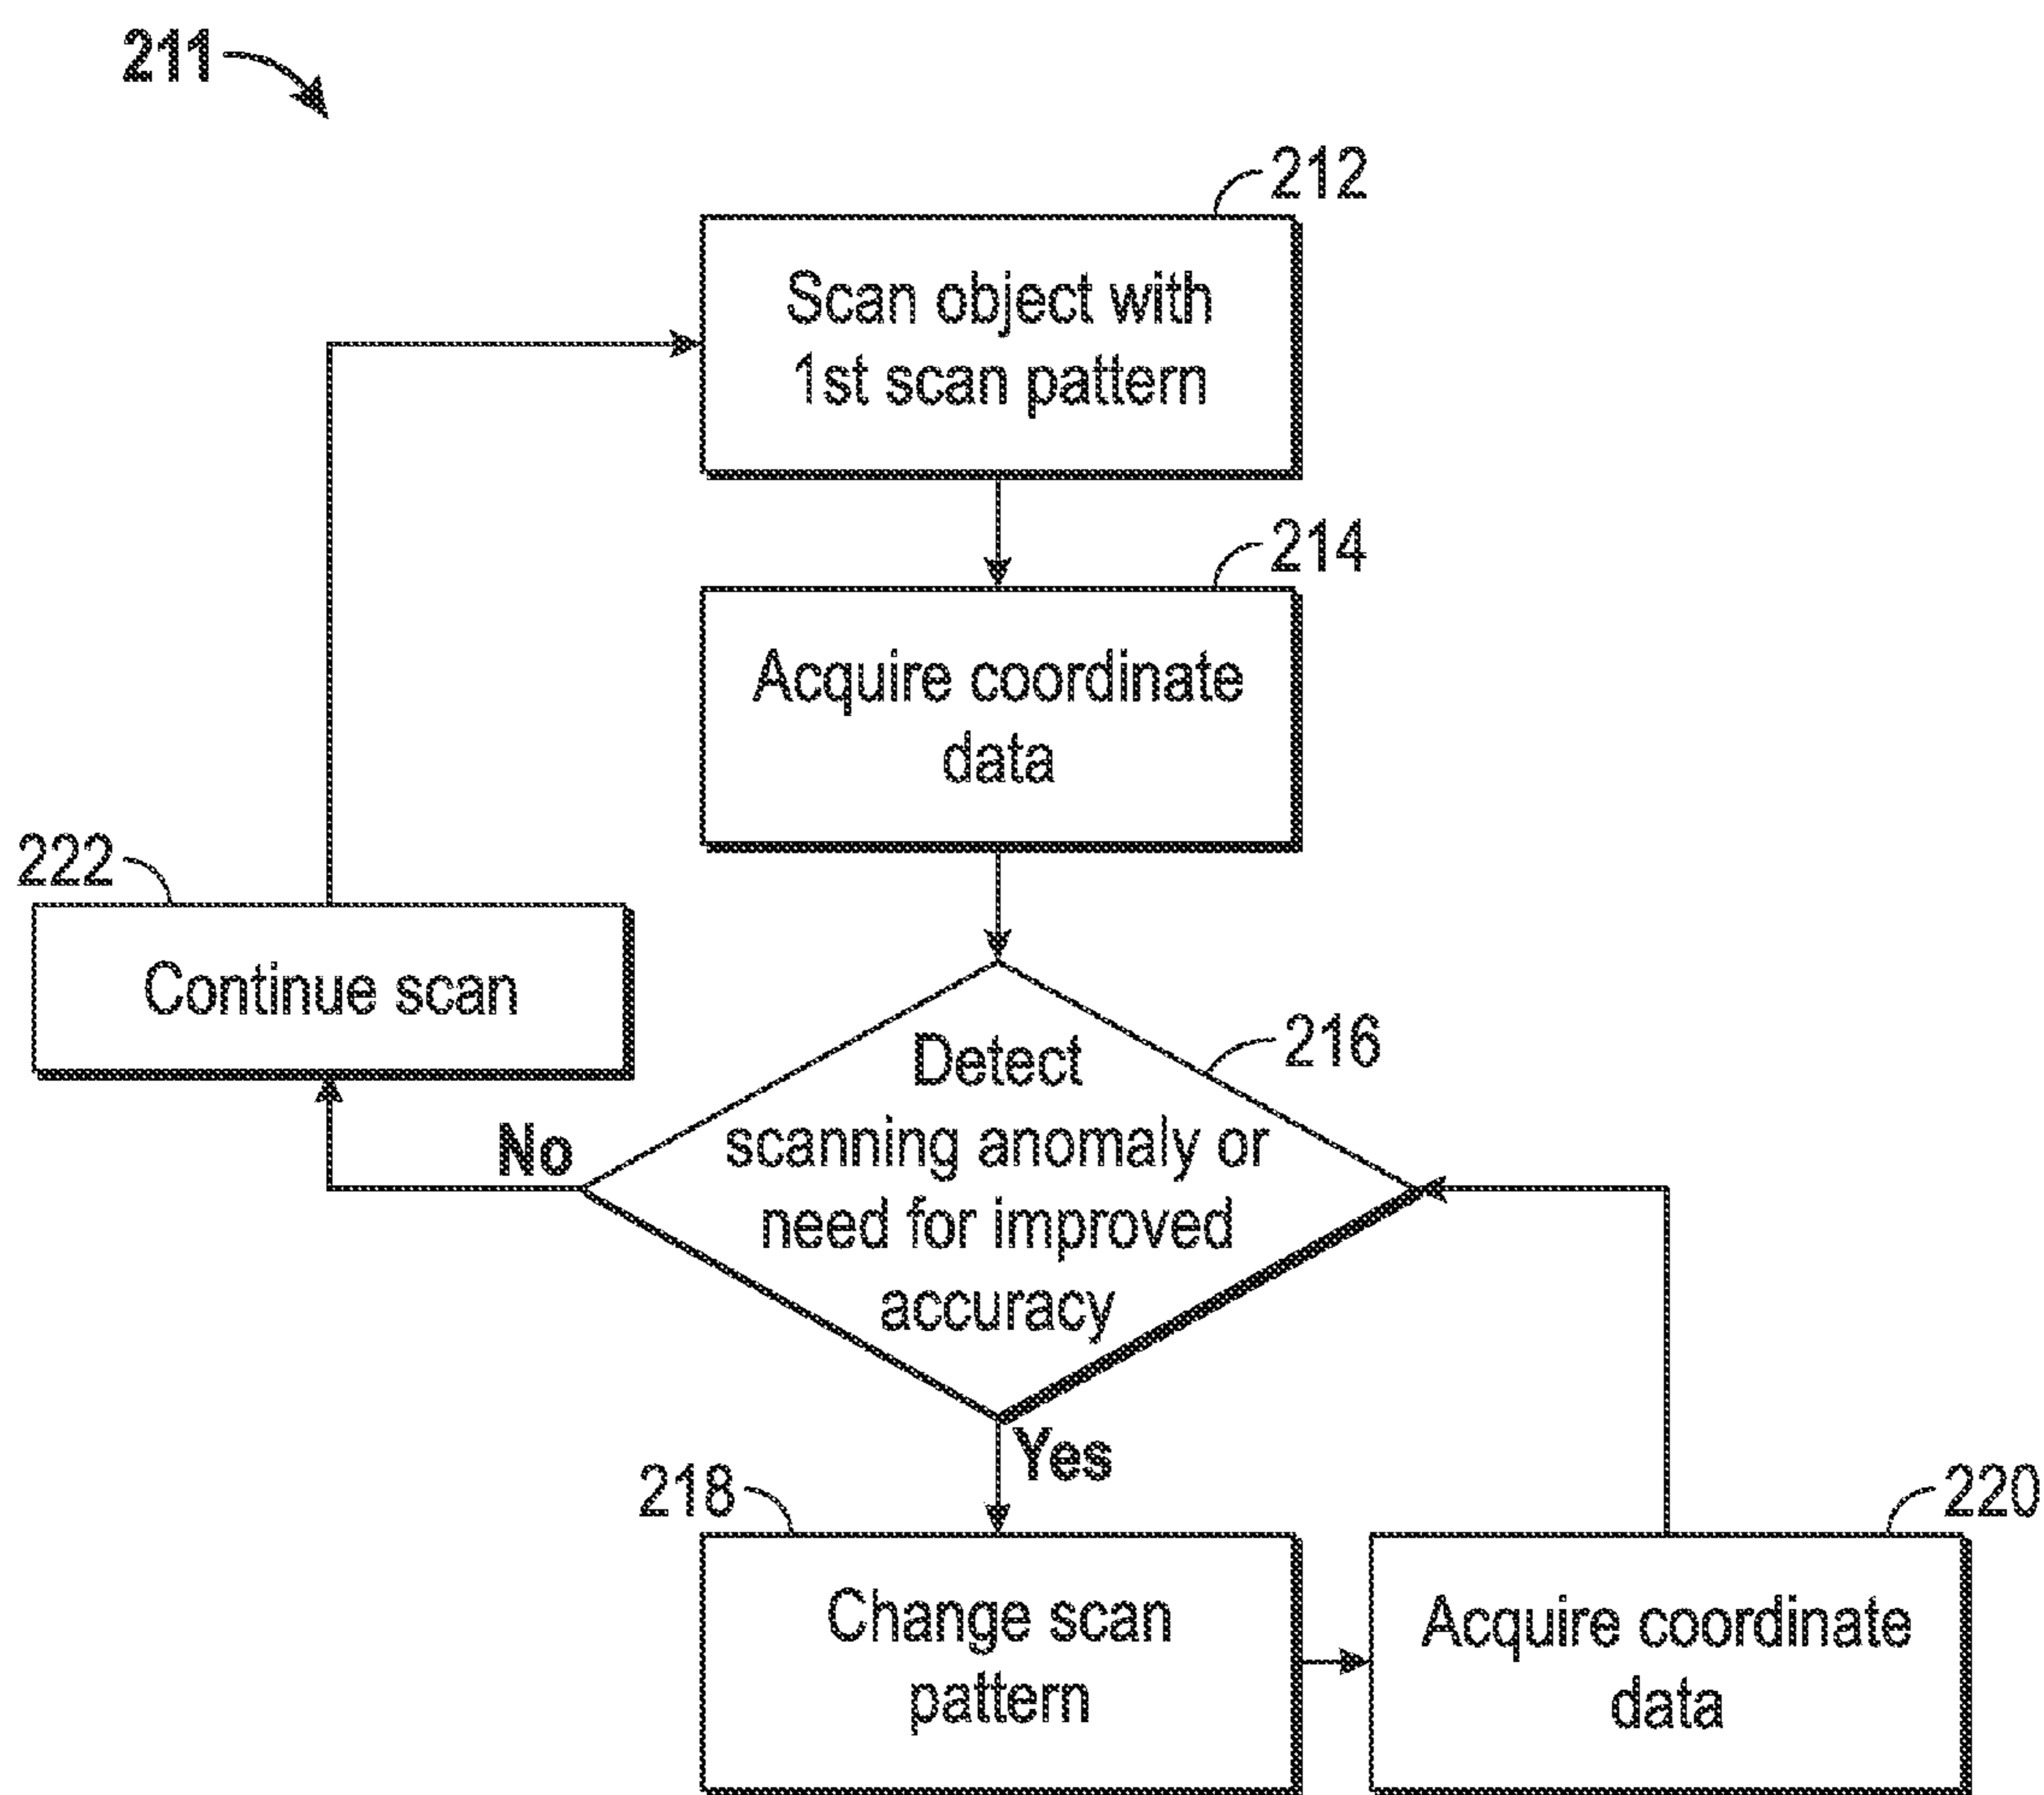 211
212
Scan object with
1st scan pattern
214
Acquire coordinate
data
222
Continue scan
216
Detect
scanning anomaly or
need for improved
accuracy
No
Yes
218
Change scan
pattern
220
Acquire coordinate
data